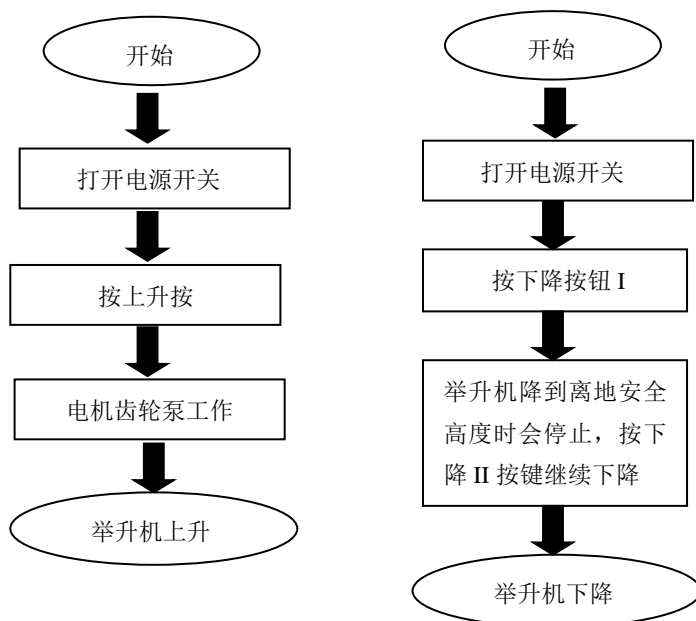 开始
打开电源开关
按上升按
电机齿轮泵工作
举升机上升
开始
打开电源开关
按下降按钮 I
举升机降到离地安全
高度时会停止，按下
降 II 按键继续下降
举升机下降